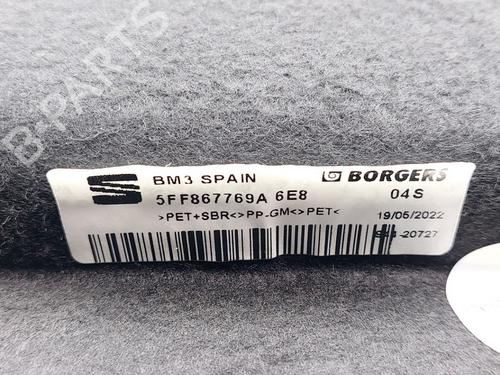 B-PARTS
BM3 SPAIN
BORGERS
5FF867769A 6E8
04S
>PET+SBR<>PP-GM<>PET<
19/05/2022
20727